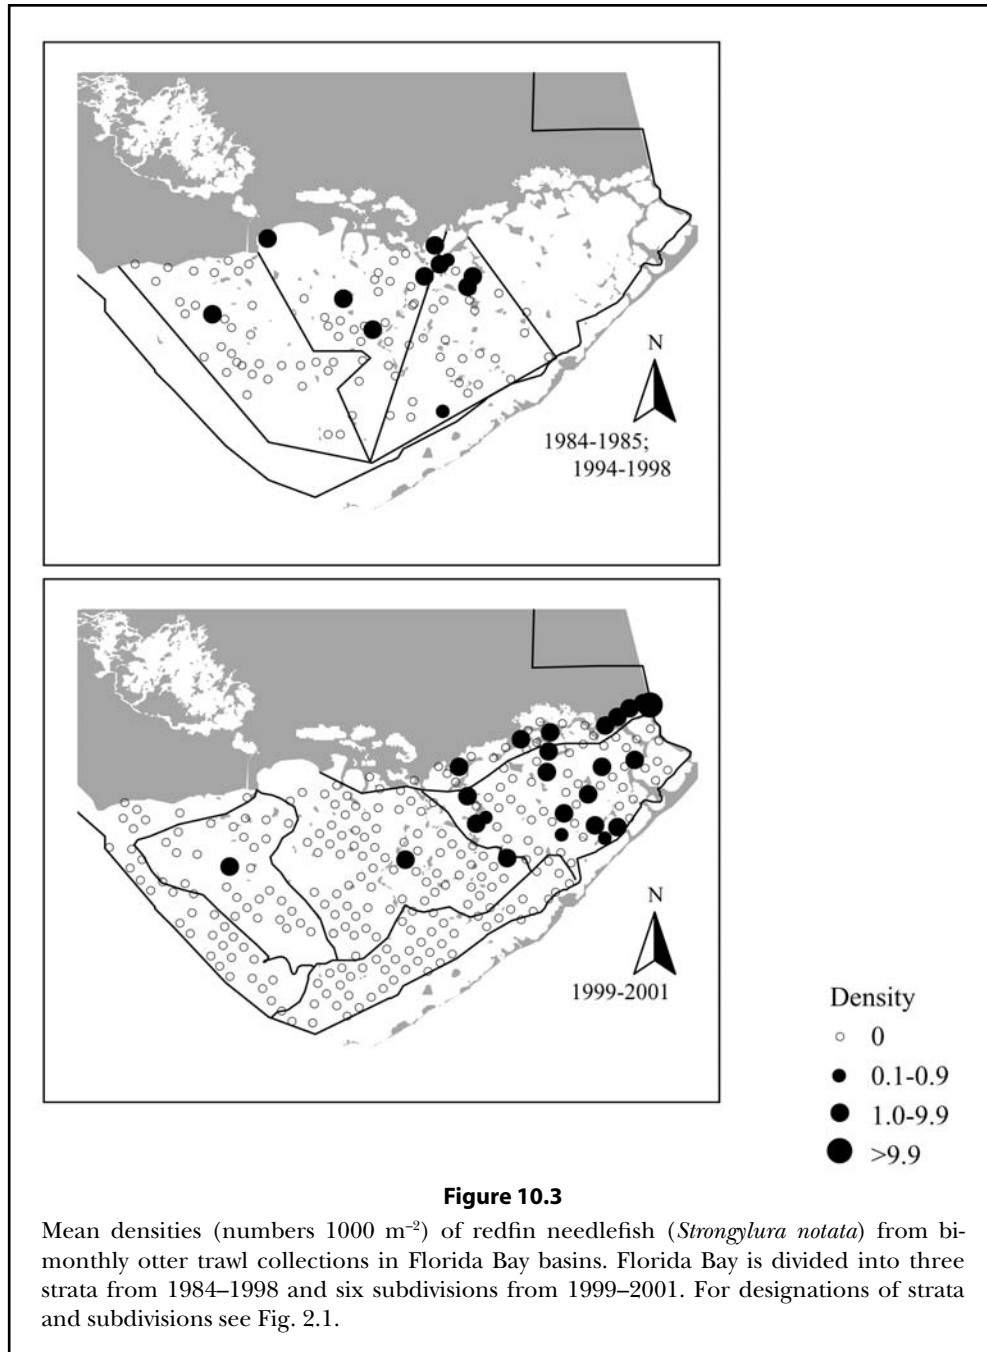 N
1984-1985;
1994-1998
N
1999-2001
Density
0
0.1-0.9
1.0-9.9
>9.9
Figure 10.3
Mean densities (numbers 1000 m⁻²) of redfin needlefish (Strongylura notata) from bi-
monthly otter trawl collections in Florida Bay basins. Florida Bay is divided into three
strata from 1984–1998 and six subdivisions from 1999–2001. For designations of strata
and subdivisions see Fig. 2.1.